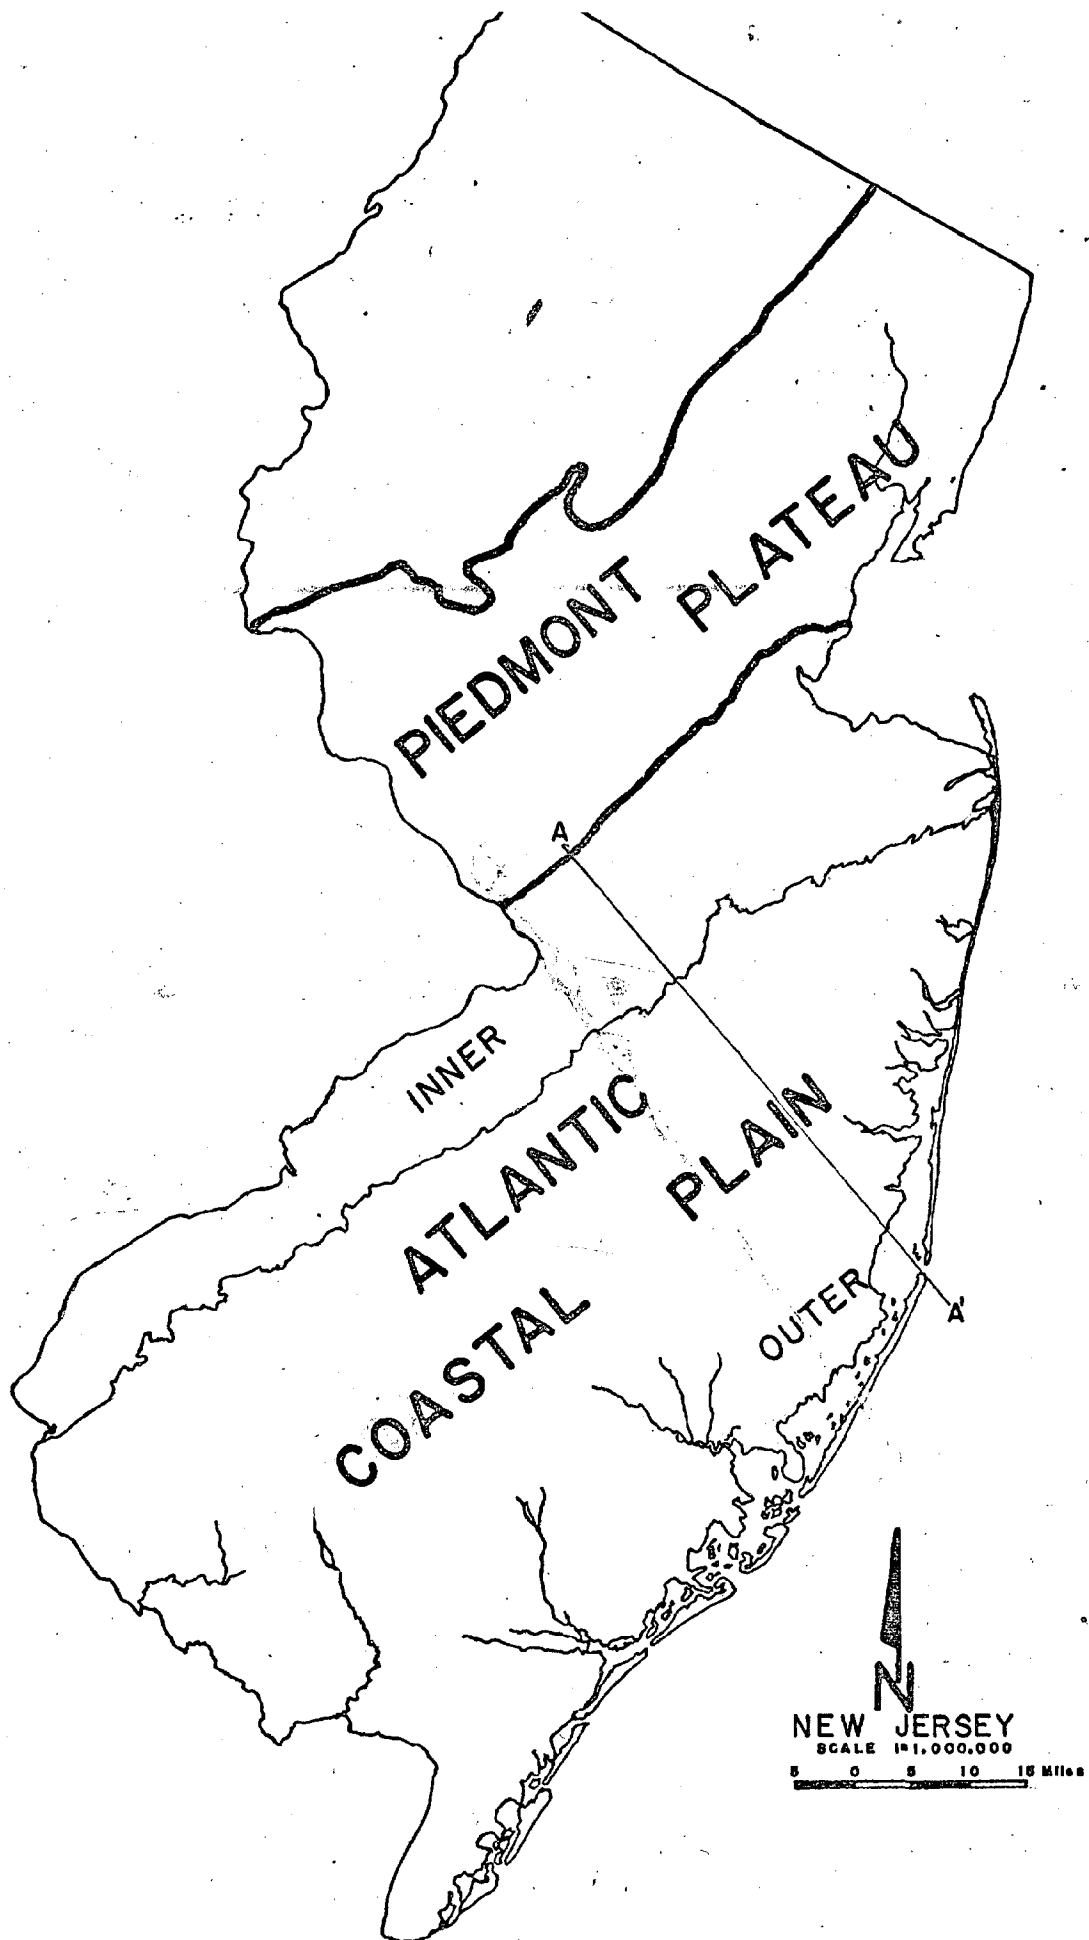 PIEDMONT PLATEAU
A
INNER
ATLANTIC
COASTAL PLAIN
OUTER
A'
N
NEW JERSEY
SCALE 1=1,000,000
5 0 5 10 15 Miles